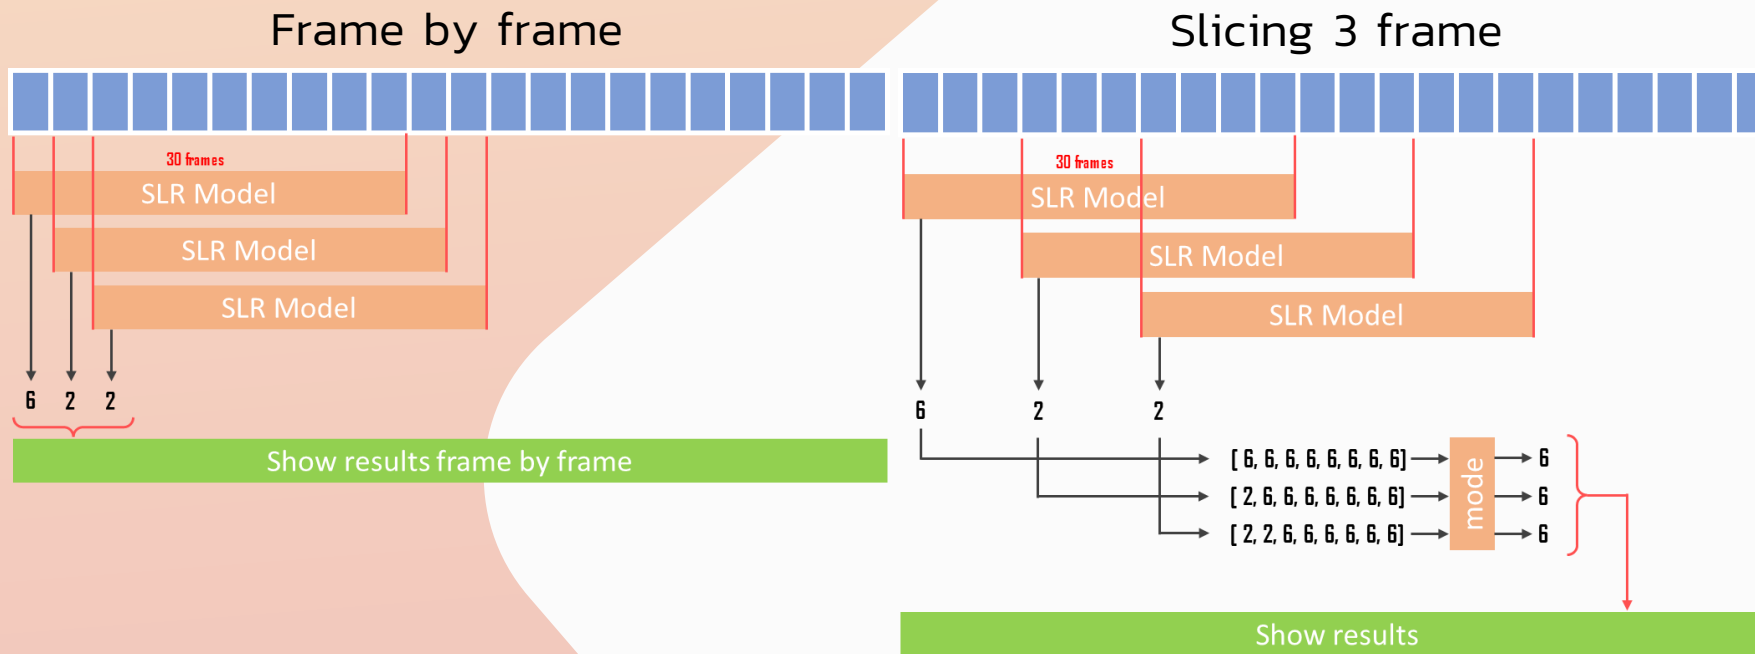 Frame by frame
30 frames
SLR Model
SLR Model
SLR Model
6 2 2
Show results frame by frame
Slicing 3 frame
30 frames
SLR Model
SLR Model
SLR Model
6 2 2
[ 6, 6, 6, 6, 6, 6, 6, 6] 6
[ 2, 6, 6, 6, 6, 6, 6, 6] 6
[ 2, 2, 6, 6, 6, 6, 6, 6] 6
mode
Show results